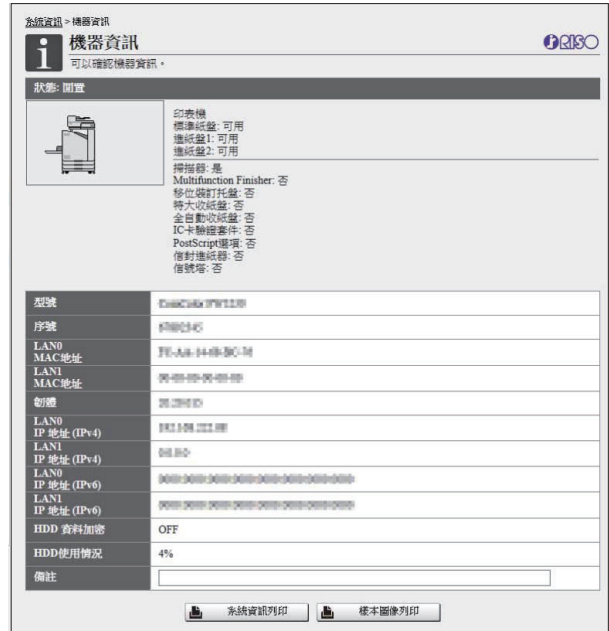 系統資訊 > 機器資訊
機器資訊
可以確認機器資訊。
RISO
狀態: 閒置
印表機
標準紙盤: 可用
進紙盤1: 可用
進紙盤2: 可用
掃描器: 是
Multifunction Finisher: 否
移位裝訂托盤: 否
特大收紙盤: 否
全自動收紙盤: 否
IC卡驗證套件: 否
PostScript選項: 否
信封進紙器: 否
信號塔: 否
型號
序號
LAN0
MAC地址
LAN1
MAC地址
韌體
LAN0
IP 地址 (IPv4)
LAN1
IP 地址 (IPv4)
LAN0
IP 地址 (IPv6)
LAN1
IP 地址 (IPv6)
HDD 資料加密 OFF
HDD使用情況 4%
備註
系統資訊列印 樣本圖像列印